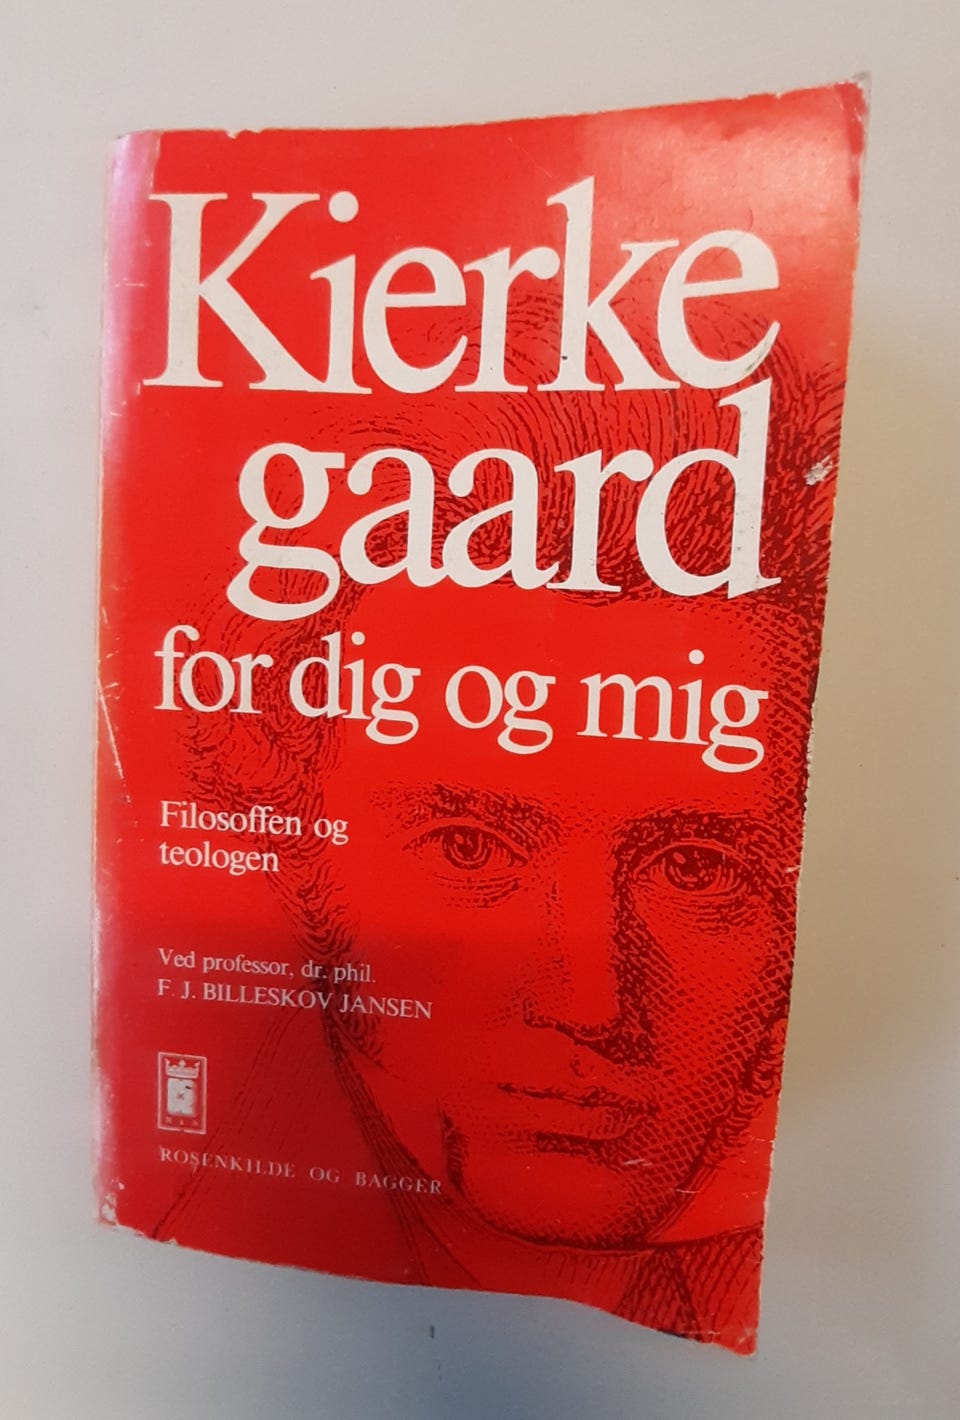 Kierke
gaard
for dig og mig
Filosoffen og
teologen
Ved professor, dr. phil.
F. J. BILLESKOV JANSEN
ROSENKILDE OG BAGGER